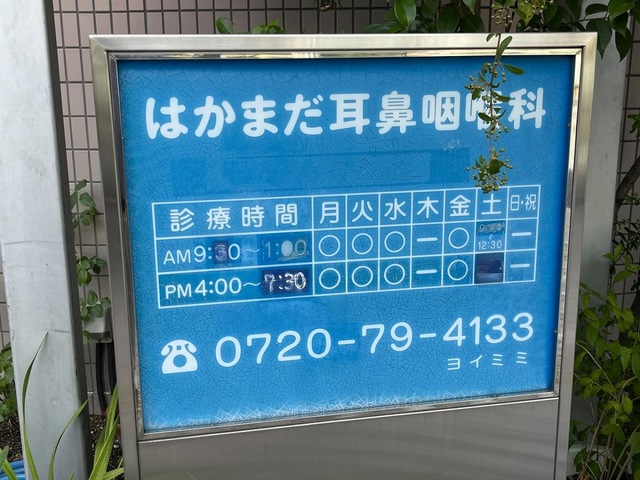 はかまだ耳鼻咽喉科
診療時間 月 火 水 木 金 土 日・祝
AM9:30～1:00 ○ ○ ○ ー ○ 12:30 ー
PM4:00～7:30 ○ ○ ○ ー ○ ー
0720-79-4133
ヨイミミ